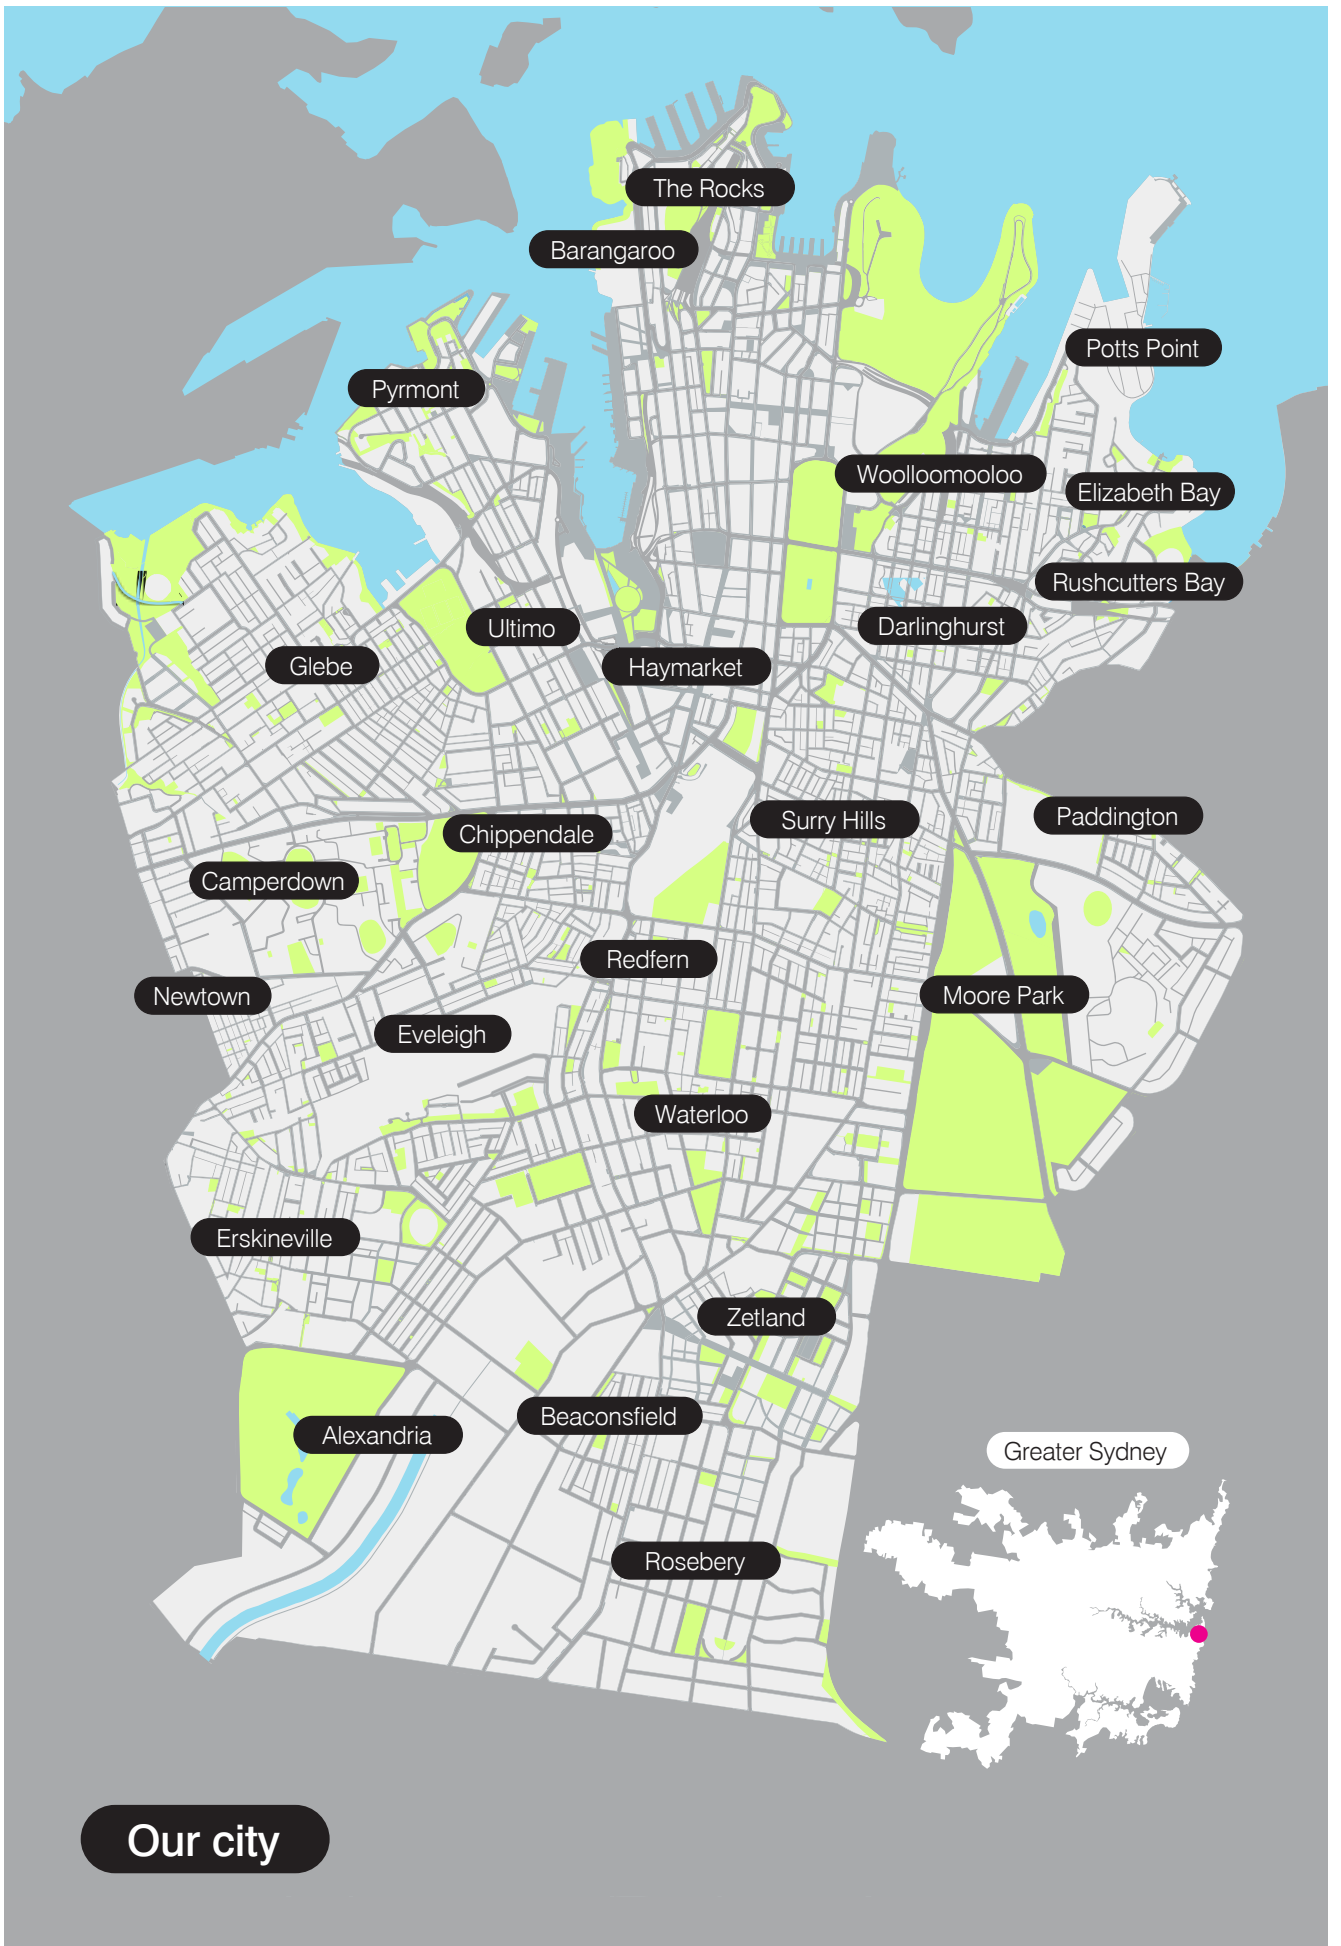 The Rocks
Barangaroo
Potts Point
Pyrmont
Woolloomooloo
Elizabeth Bay
Rushcutters Bay
Ultimo
Darlinghurst
Glebe
Haymarket
Paddington
Surry Hills
Chippendale
Camperdown
Redfern
Newtown
Moore Park
Eveleigh
Waterloo
Erskineville
Zetland
Beaconsfield
Alexandria
Greater Sydney
Rosebery
Our city